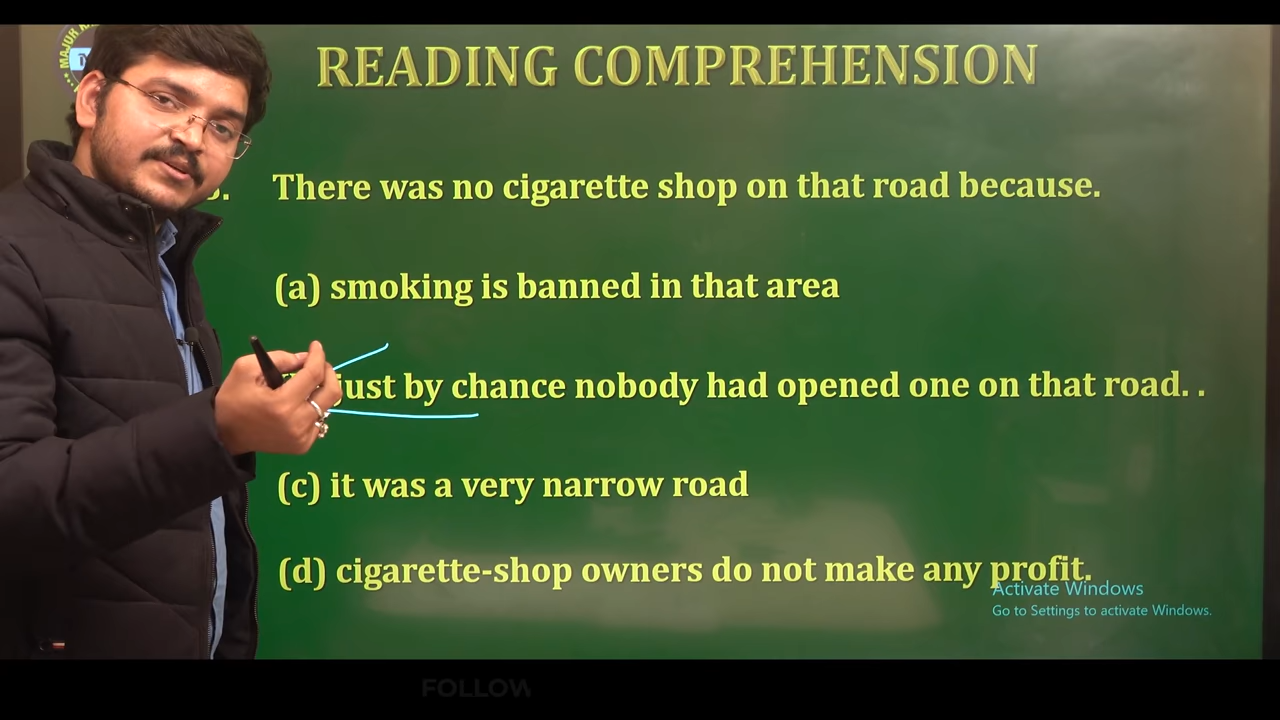 READING COMPREHENSION
There was no cigarette shop on that road because.
(a) smoking is banned in that area
just by chance nobody had opened one on that road. .
(c) it was a very narrow road
(d) cigarette-shop owners do not make any profit.
Activate Windows
Go to Settings to activate Windows.
FOLLOW